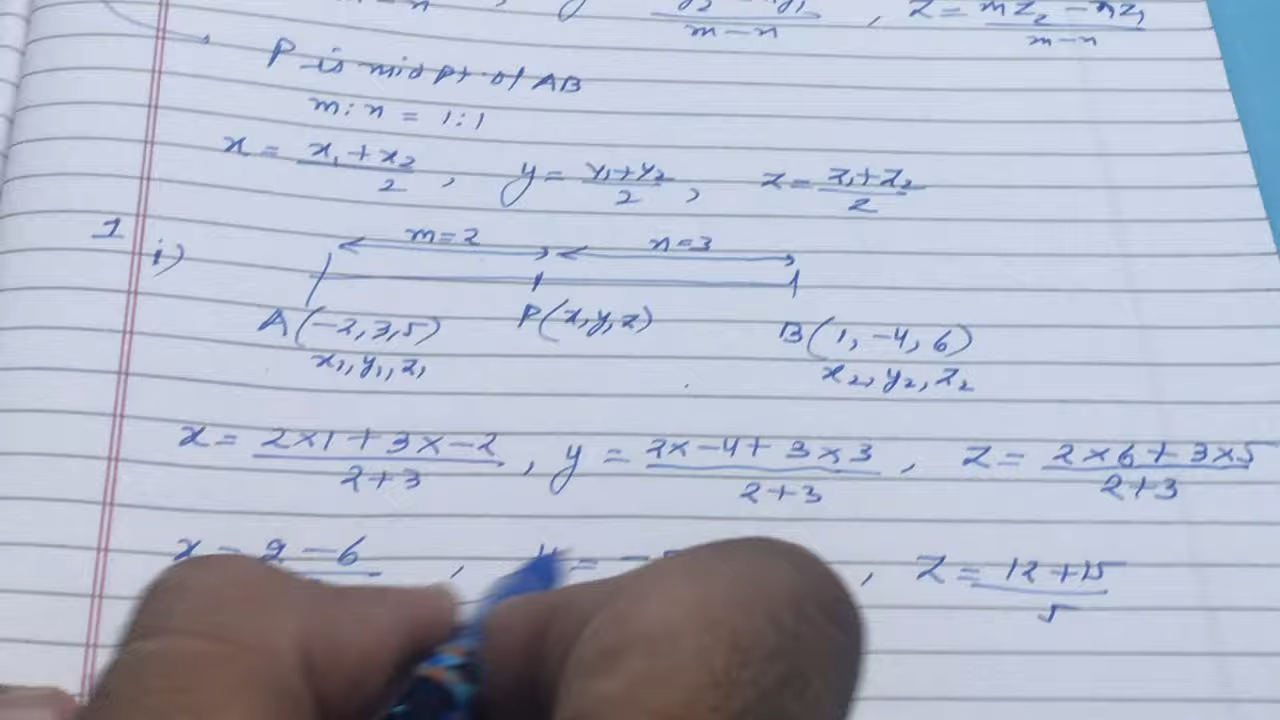 m-n , y m-n , z = mz₂ - nz₁ / m-n
P is mid pt of AB
m : n = 1 : 1
x = x₁ + x₂ / 2 , y = y₁ + y₂ / 2 , z = z₁ + z₂ / 2
1 i) m=2 n=3
A(-2,3,5) P(x,y,z) B(1,-4,6)
x₁,y₁,z₁ x₂,y₂,z₂
x = 2×1+3×-2 / 2+3 , y = 2×-4+3×3 / 2+3 , z = 2×6+3×5 / 2+3
x = 2-6 , = - , z = 12+15 / 5